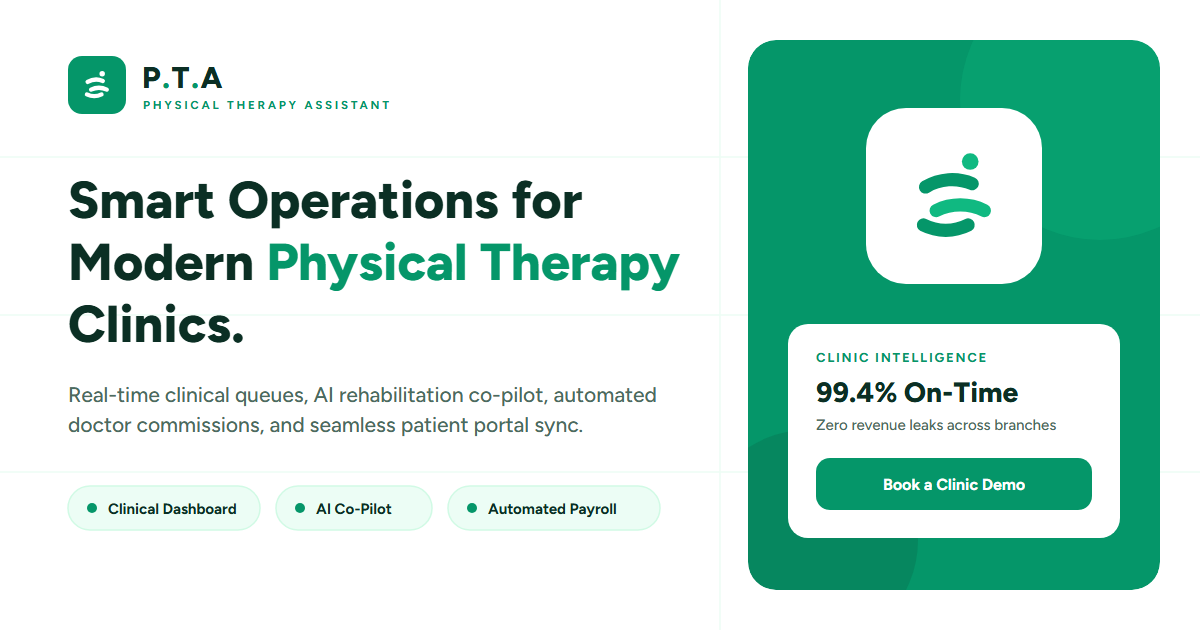 P.T.A
PHYSICAL THERAPY ASSISTANT
Smart Operations for
Modern Physical Therapy
Clinics.
Real-time clinical queues, AI rehabilitation co-pilot, automated
doctor commissions, and seamless patient portal sync.
Clinical Dashboard
AI Co-Pilot
Automated Payroll
CLINIC INTELLIGENCE
99.4% On-Time
Zero revenue leaks across branches
Book a Clinic Demo